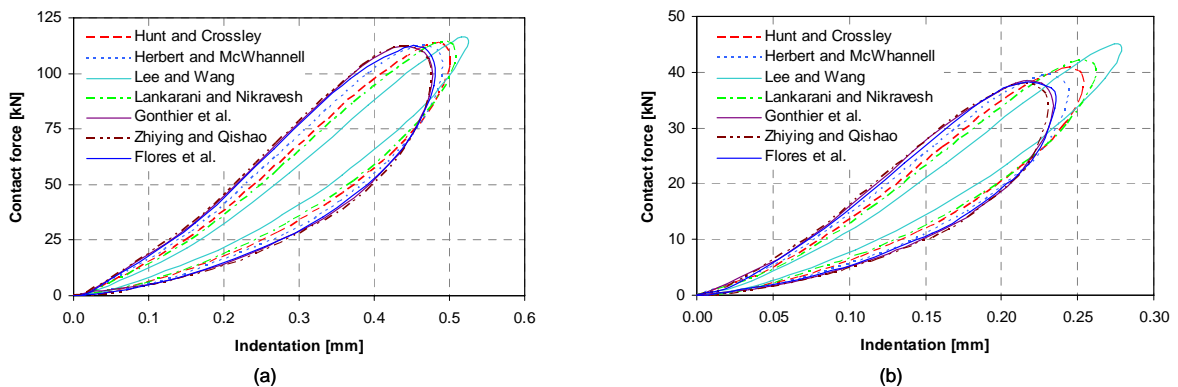 125
100
75
50
25
0
Contact force [kN]
Hunt and Crossley
Herbert and McWhannell
Lee and Wang
Lankarani and Nikravesh
Gonthier et al.
Zhiying and Qishao
Flores et al.
0.0 0.1 0.2 0.3 0.4 0.5 0.6
Indentation [mm]
(a)
50
40
30
20
10
0
Contact force [kN]
Hunt and Crossley
Herbert and McWhannell
Lee and Wang
Lankarani and Nikravesh
Gonthier et al.
Zhiying and Qishao
Flores et al.
0.00 0.05 0.10 0.15 0.20 0.25 0.30
Indentation [mm]
(b)